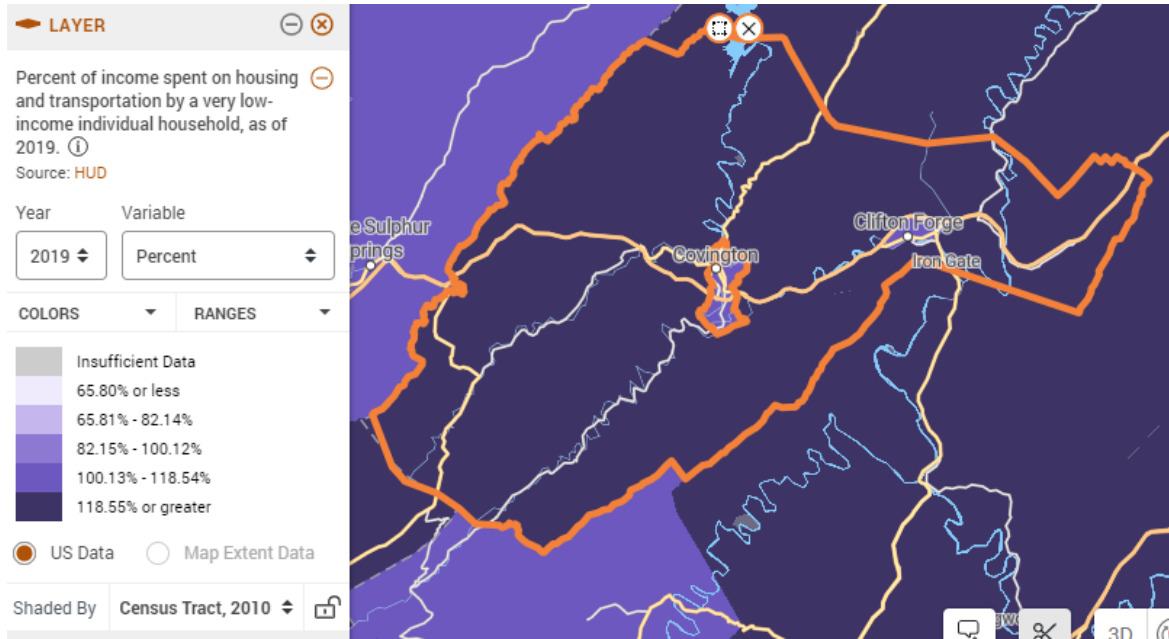 LAYER
Percent of income spent on housing
and transportation by a very low-
income individual household, as of
2019.
Source: HUD
Year Variable
2019 Percent
COLORS RANGES
Insufficient Data
65.80% or less
65.81% - 82.14%
82.15% - 100.12%
100.13% - 118.54%
118.55% or greater
US Data Map Extent Data
Shaded By Census Tract, 2010
e Sulphur
prings
Covington
Clifton Forge
Iron Gate
3D